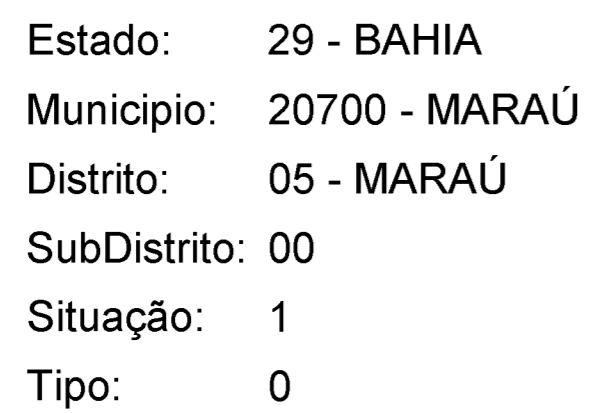 Estado: 29 - BAHIA
Municipio: 20700 - MARAÚ
Distrito: 05 - MARAÚ
SubDistrito: 00
Situação: 1
Tipo: 0